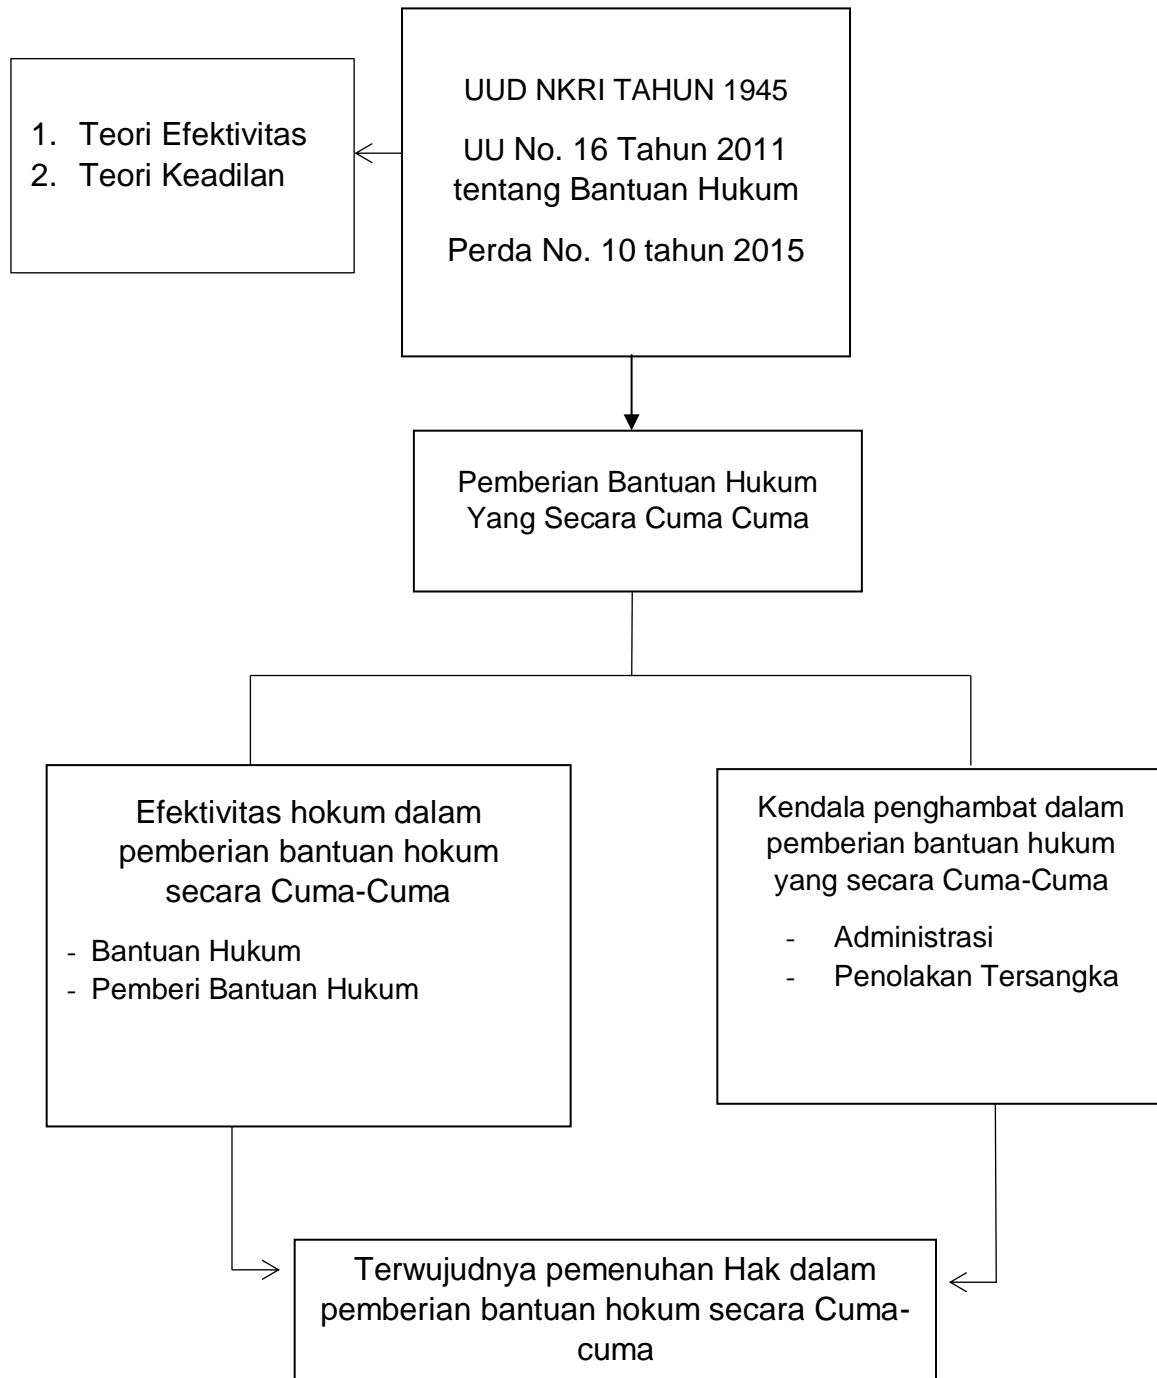 UUD NKRI TAHUN 1945
UU No. 16 Tahun 2011
tentang Bantuan Hukum
Perda No. 10 tahun 2015
1. Teori Efektivitas
2. Teori Keadilan
Pemberian Bantuan Hukum
Yang Secara Cuma Cuma
Efektivitas hokum dalam
pemberian bantuan hokum
secara Cuma-Cuma
- Bantuan Hukum
- Pemberi Bantuan Hukum
Kendala penghambat dalam
pemberian bantuan hukum
yang secara Cuma-Cuma
- Administrasi
- Penolakan Tersangka
Terwujudnya pemenuhan Hak dalam
pemberian bantuan hokum secara Cuma-
cuma